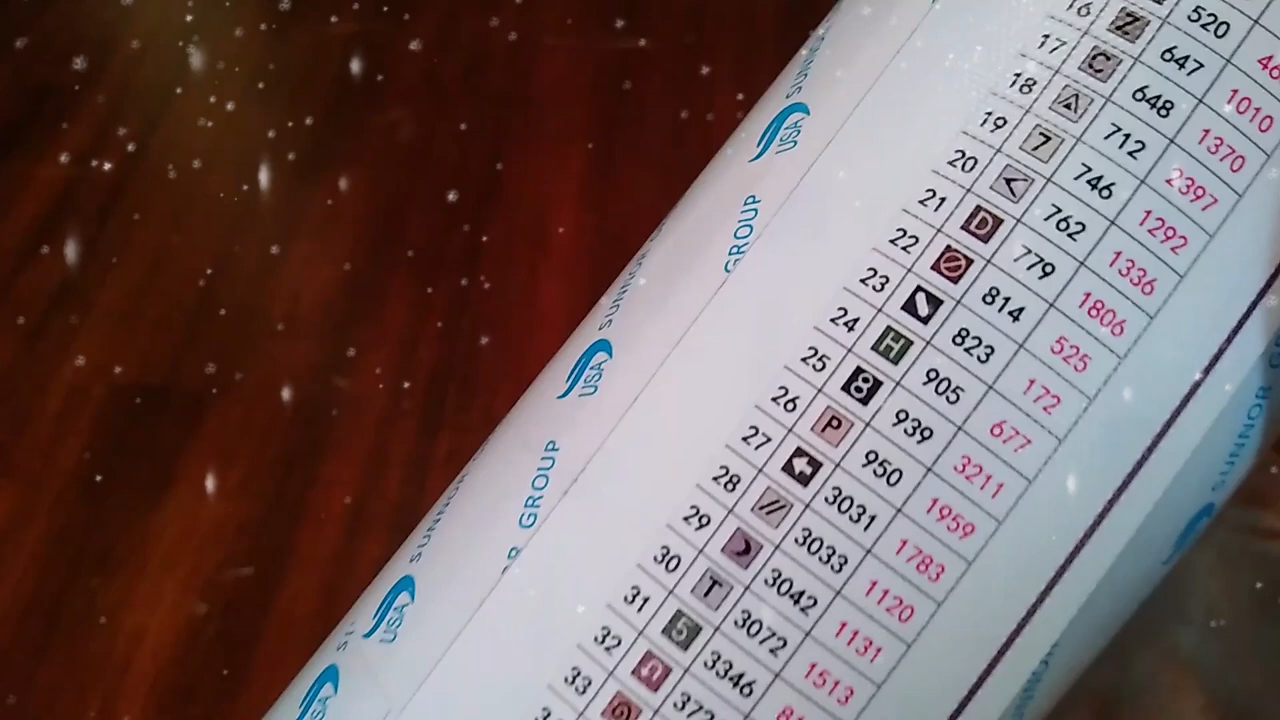 520
16 Z 647 1010
17 C 648 1370
18 712 2397
19 7 746 1292
20 < 762 1336
21 D 779 1806
22 814 525
23 823 172
24 H 905 677
25 8 939 3211
26 P 950 1959
27 3031 1783
28 // 3033 1120
29 3042 1131
30 T 3072 1513
31 5 3346
32
33
USA
GROUP
SUNNOR
USA
GROUP
SUNNOR
USA
SUNNOR